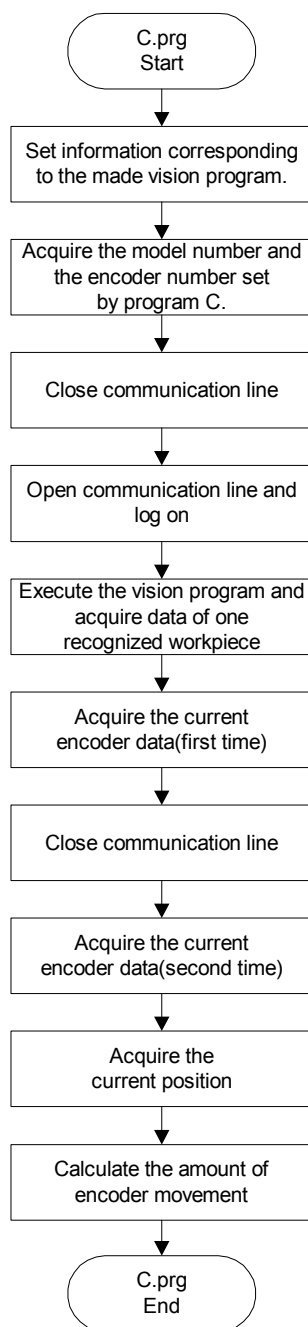 C.prg
Start
Set information corresponding
to the made vision program.
Acquire the model number and
the encoder number set
by program C.
Close communication line
Open communication line and
log on
Execute the vision program and
acquire data of one
recognized workpiece
Acquire the current
encoder data(first time)
Close communication line
Acquire the current
encoder data(second time)
Acquire the
current position
Calculate the amount of
encoder movement
C.prg
End